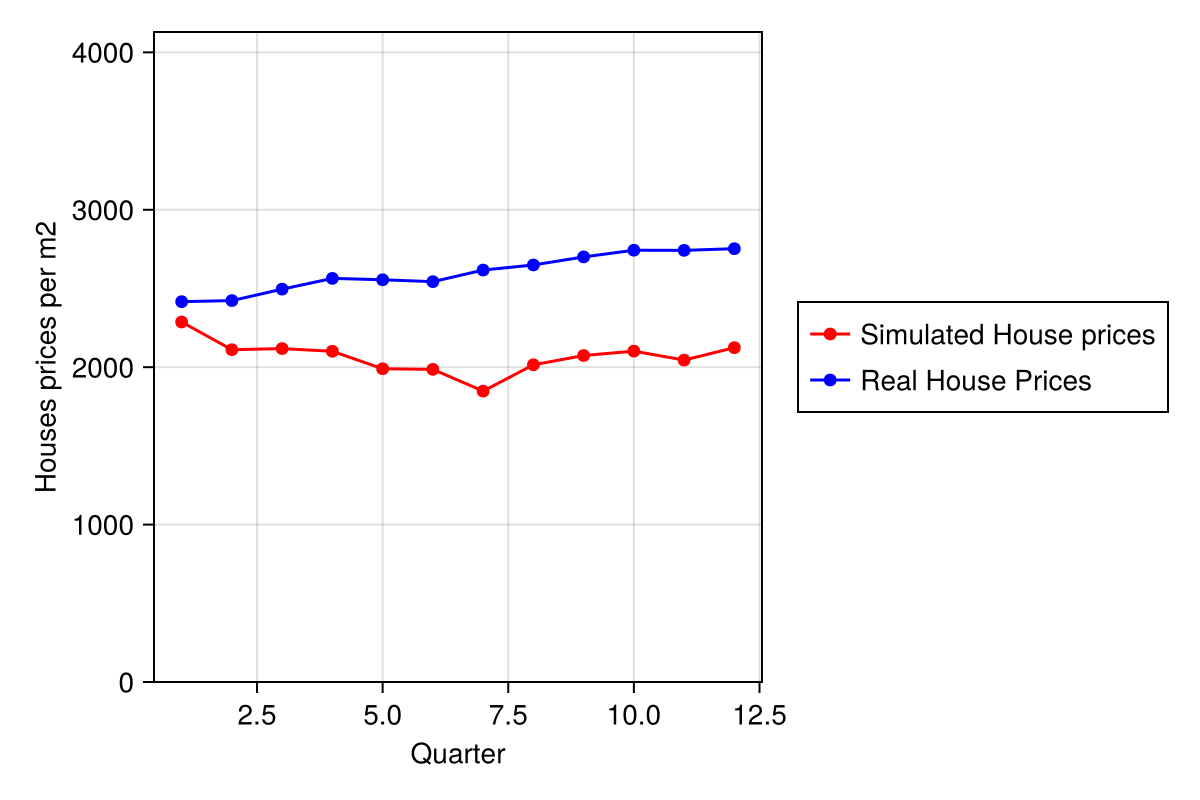 4000
3000
2000
1000
0
Houses prices per m2
2.5 5.0 7.5 10.0 12.5
Quarter
Simulated House prices
Real House Prices